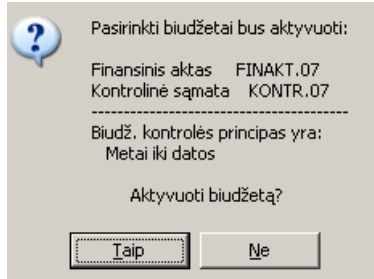 Pasirinkti biudžetai bus aktyvuoti:
Finansinis aktas FINAKT.07
Kontrolinė sąmata KONTR.07
------------------------------------
Biudž. kontrolės principas yra:
Metai iki datos
Aktyvuoti biudžetą?
Taip
Ne